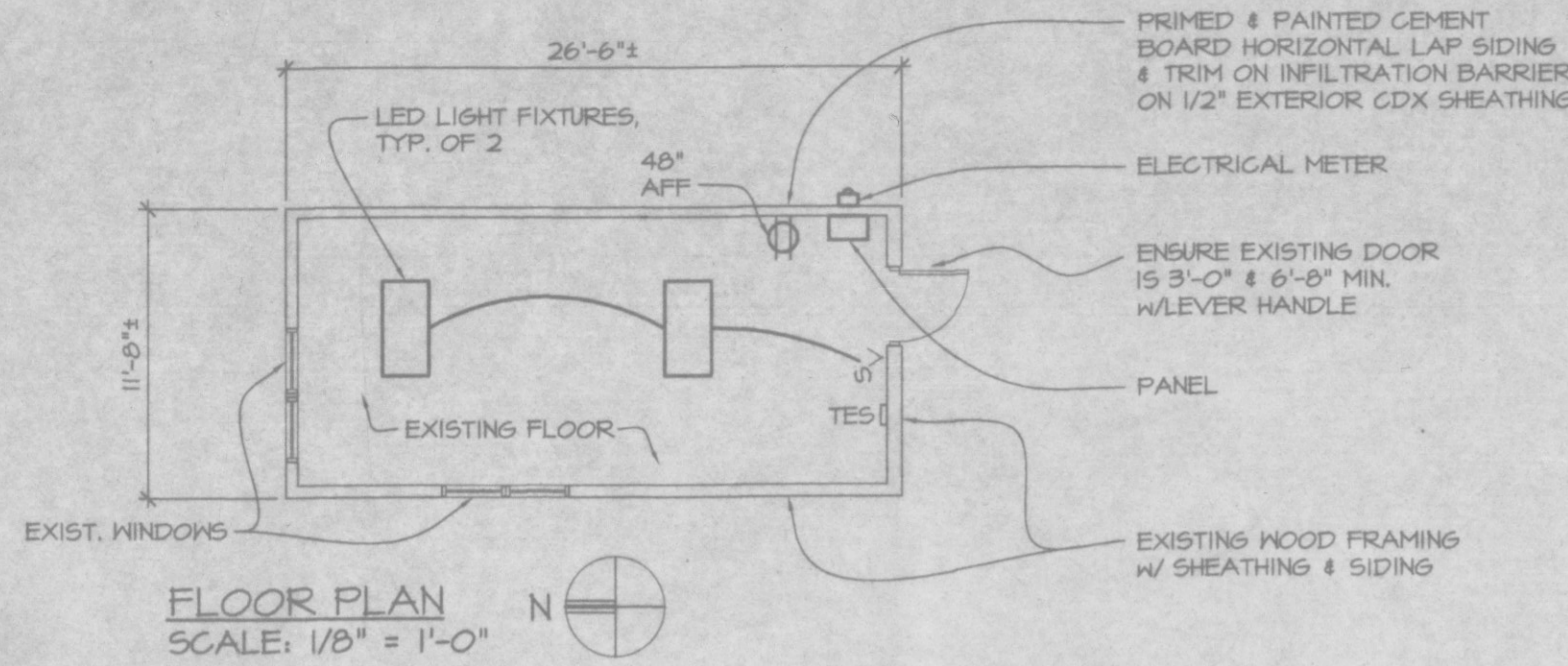 26'-6"±
PRIMED & PAINTED CEMENT
BOARD HORIZONTAL LAP SIDING
& TRIM ON INFILTRATION BARRIER
ON 1/2" EXTERIOR CDX SHEATHING
LED LIGHT FIXTURES,
TYP. OF 2
48"
AFF
ELECTRICAL METER
ENSURE EXISTING DOOR
IS 3'-0" & 6'-8" MIN.
W/LEVER HANDLE
11'-8"±
S
PANEL
TES
EXISTING FLOOR
EXIST. WINDOWS
EXISTING WOOD FRAMING
W/ SHEATHING & SIDING
FLOOR PLAN
SCALE: 1/8" = 1'-0"
N